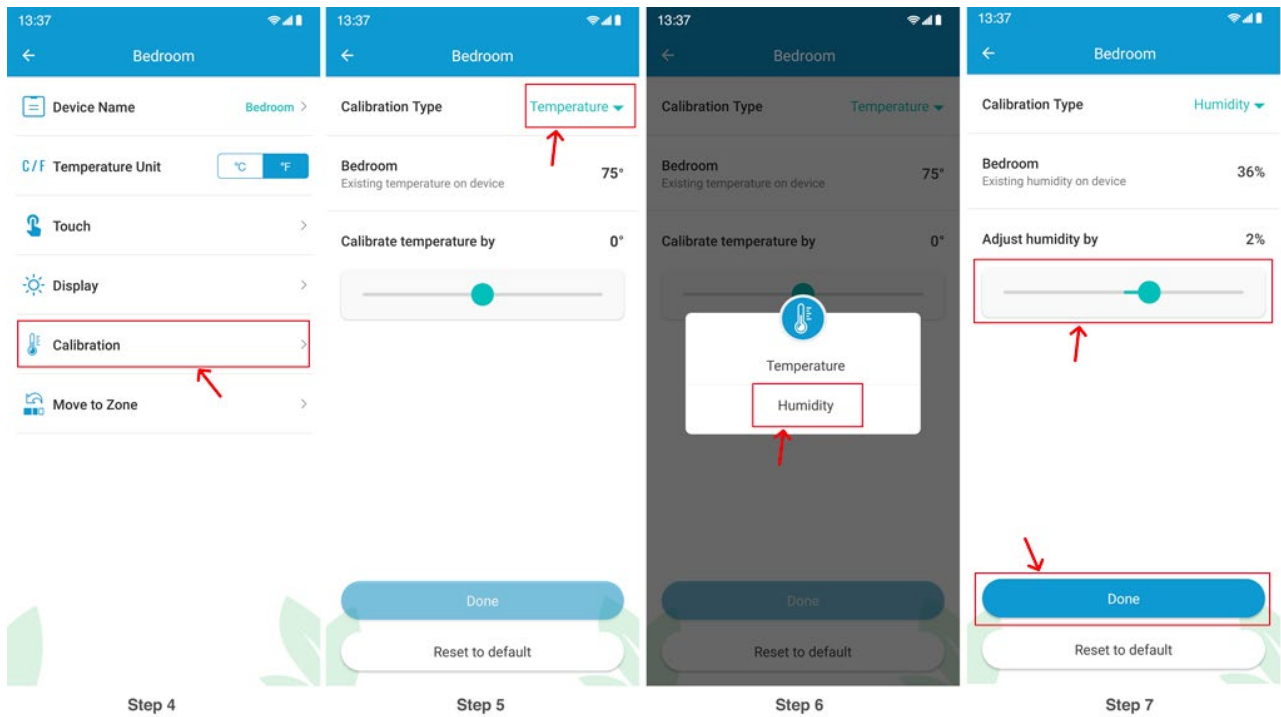 13:37
Bedroom
Device Name Bedroom
C/F Temperature Unit °C °F
Touch
Display
Calibration
Move to Zone
Step 4
13:37
Bedroom
Calibration Type Temperature
Bedroom 75°
Existing temperature on device
Calibrate temperature by 0°
Done
Reset to default
Step 5
13:37
Bedroom
Calibration Type Temperature
Bedroom 75°
Existing temperature on device
Calibrate temperature by 0°
Temperature
Humidity
Done
Reset to default
Step 6
13:37
Bedroom
Calibration Type Humidity
Bedroom 36%
Existing humidity on device
Adjust humidity by 2%
Done
Reset to default
Step 7